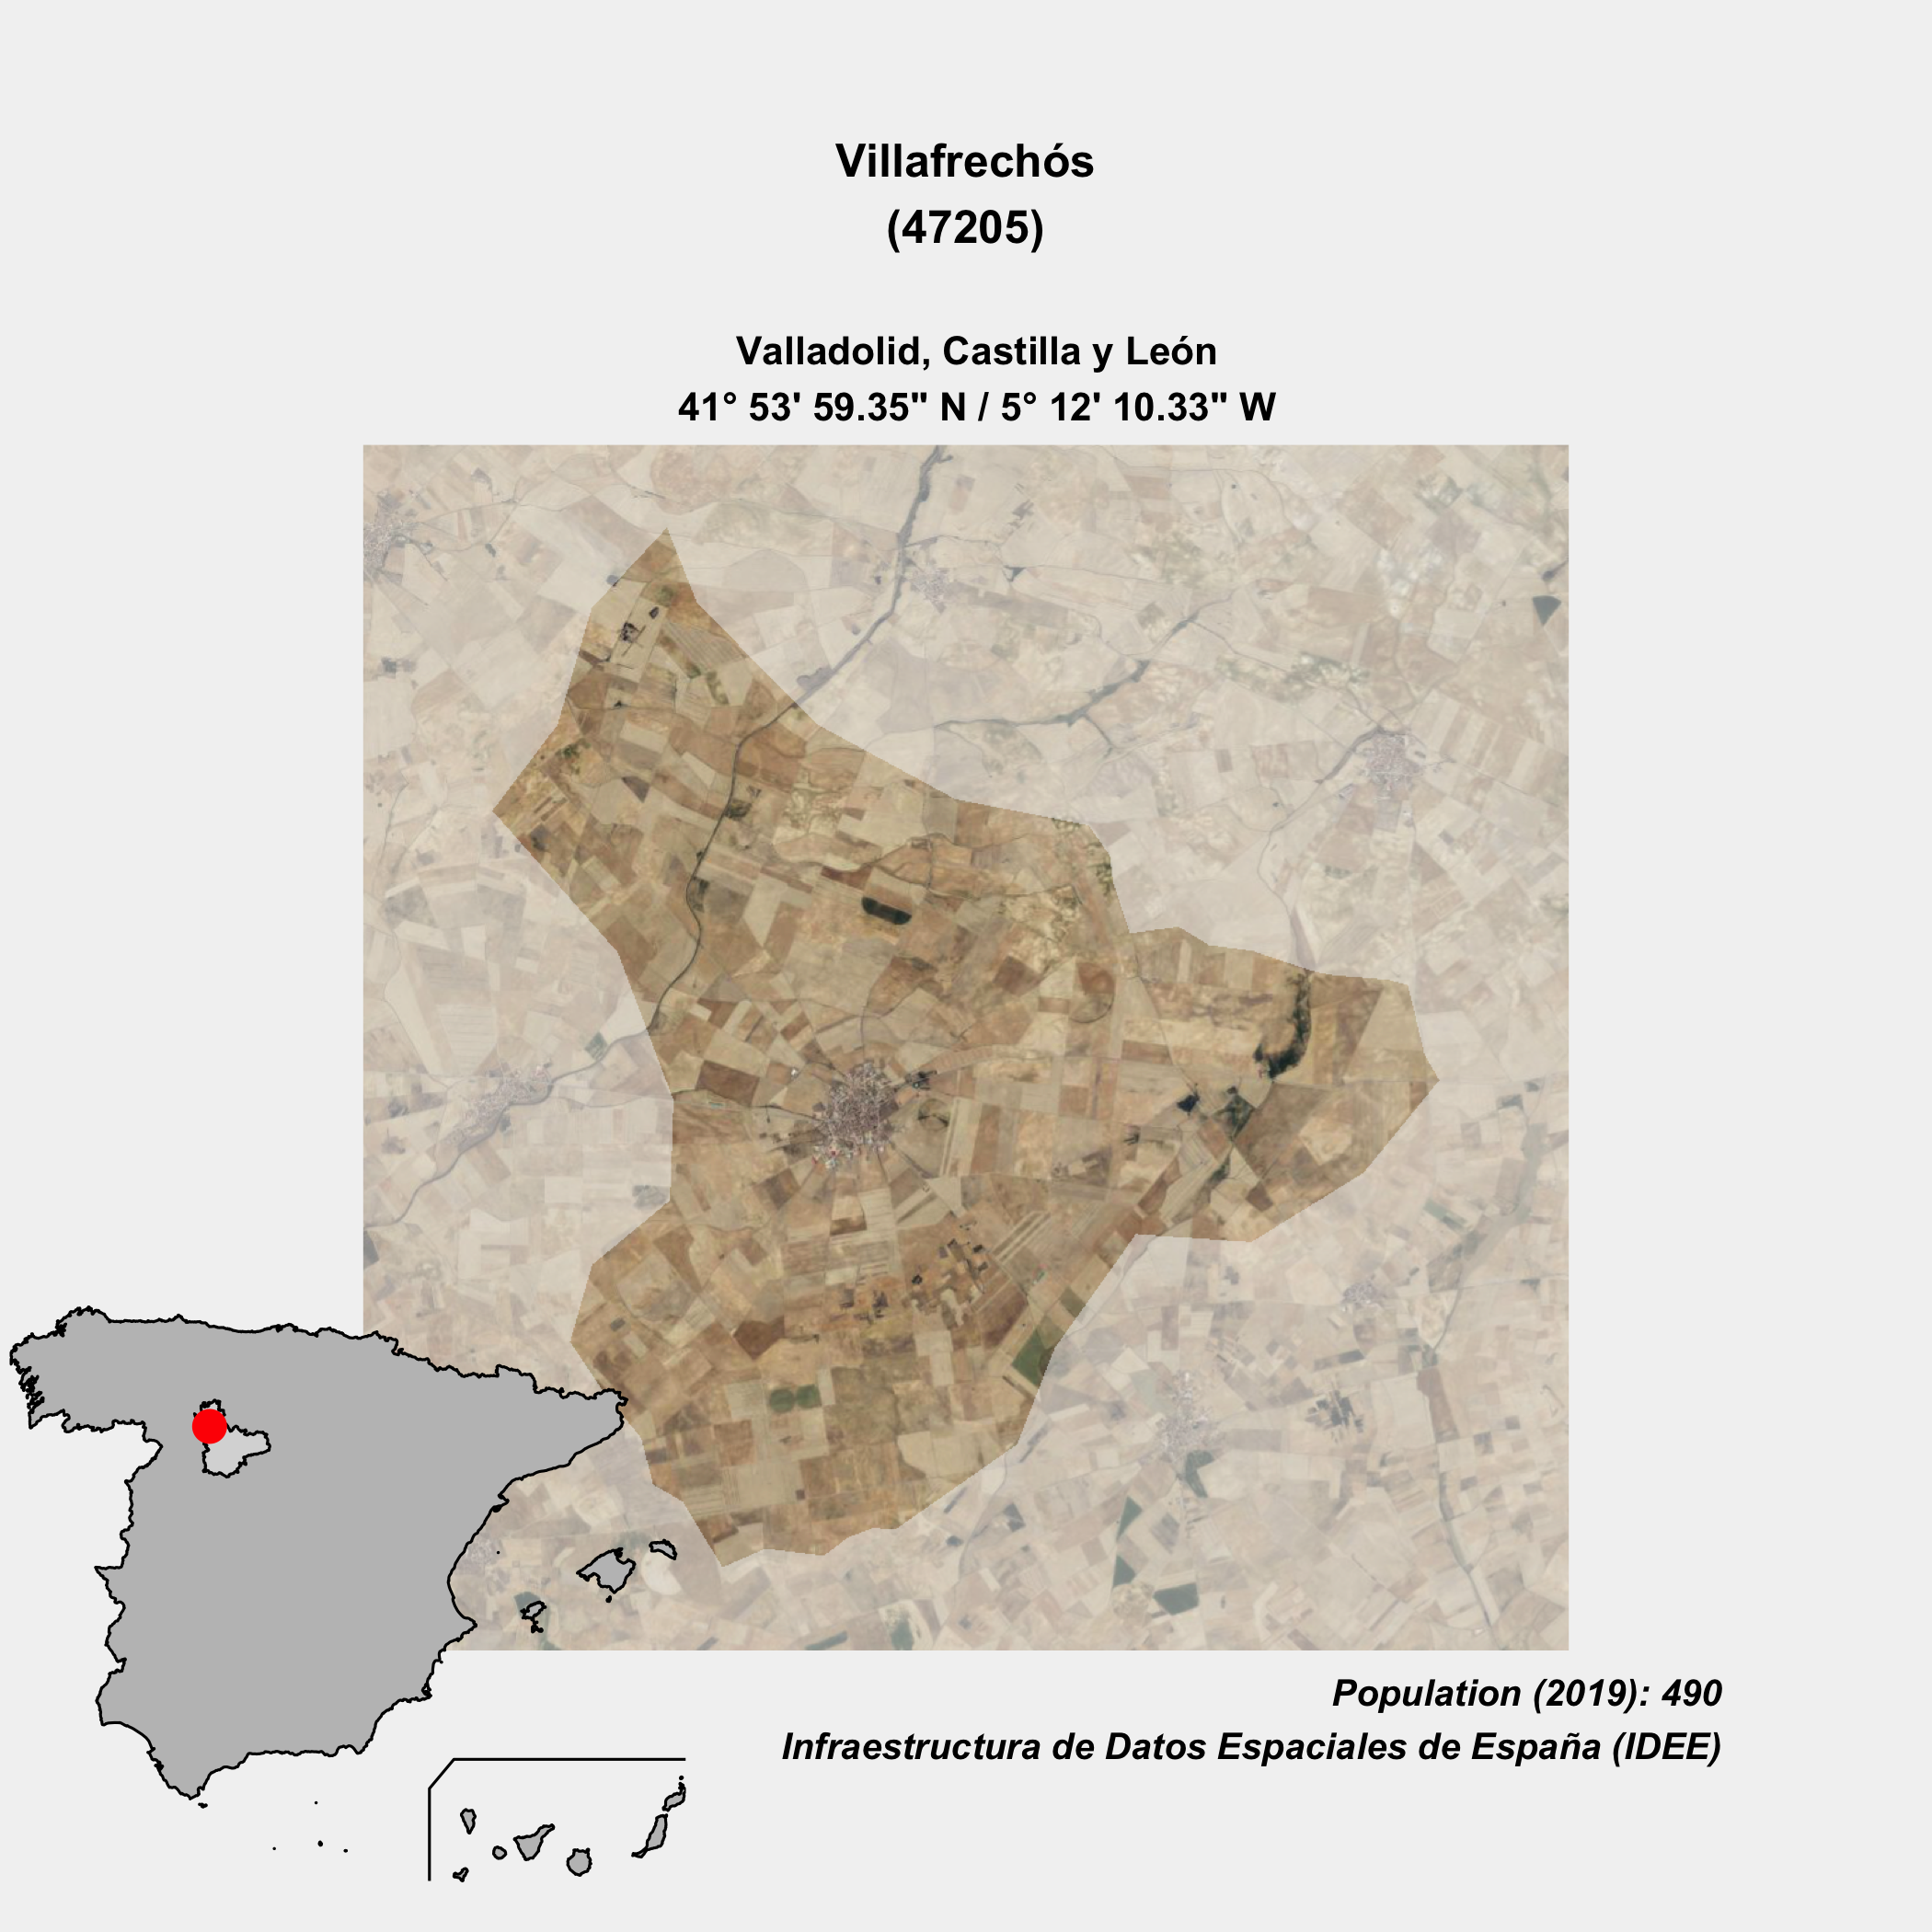 Villafrechós
(47205)
Valladolid, Castilla y León
41° 53' 59.35" N / 5° 12' 10.33" W
Population (2019): 490
Infraestructura de Datos Espaciales de España (IDEE)